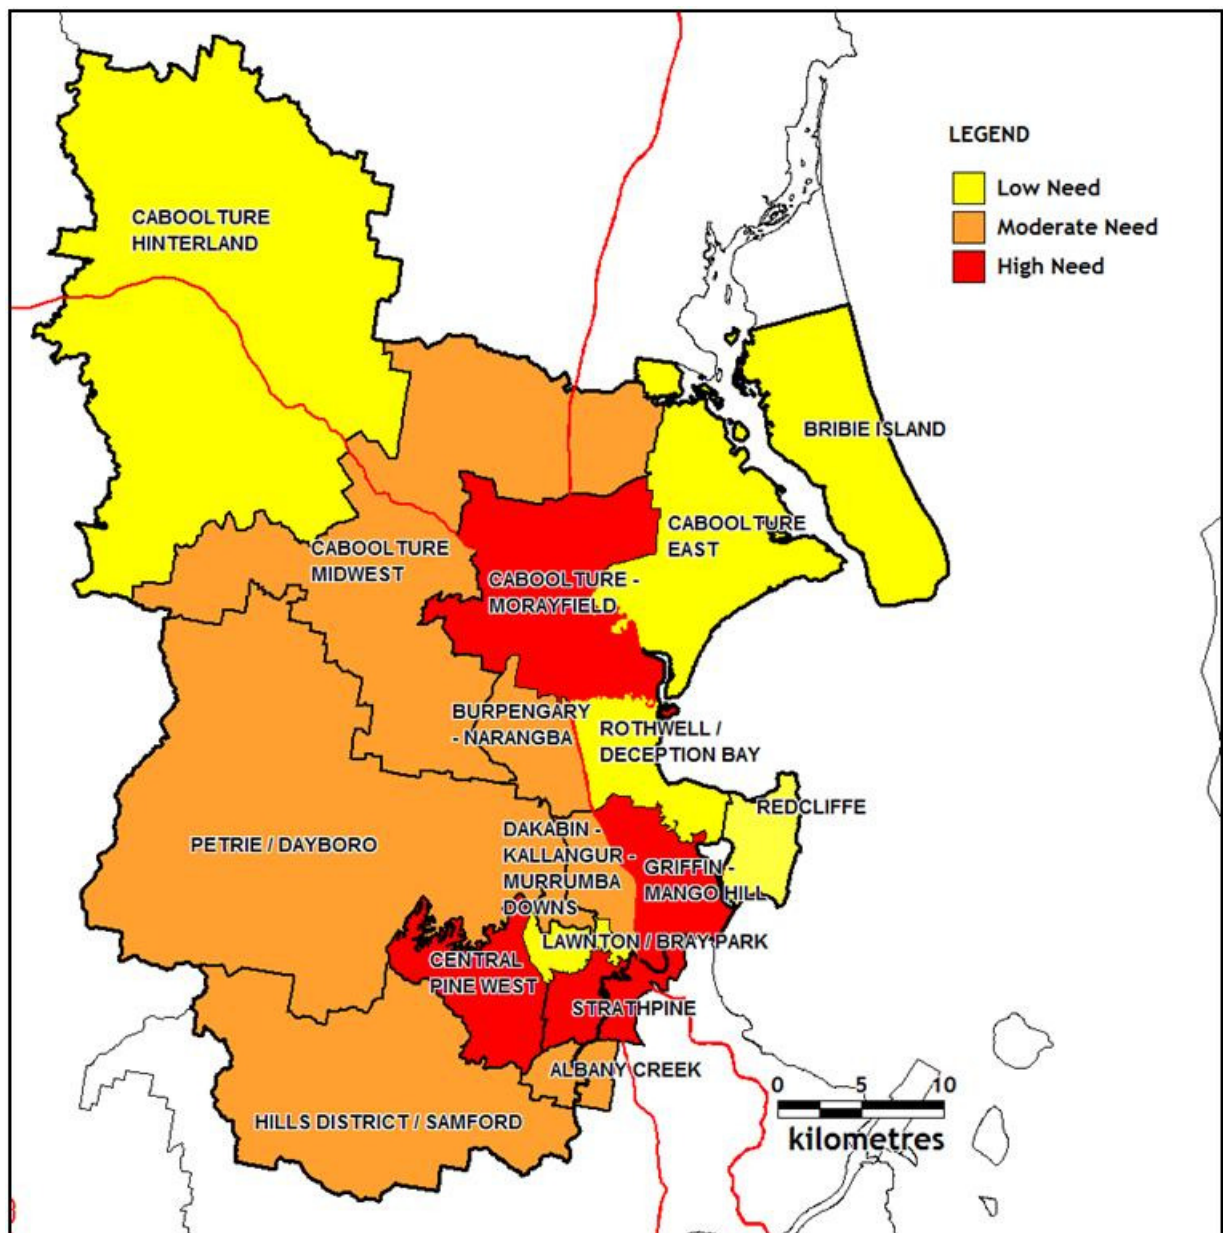 LEGEND
Low Need
Moderate Need
High Need
CABOOLTURE
HINTERLAND
BRIBIE ISLAND
CABOOLTURE
EAST
CABOOLTURE
MIDWEST
CABOOLTURE -
MORAYFIELD
BURPENGARY
- NARANGBA
ROTHWELL /
DECEPTION BAY
REDCLIFFE
PETRIE / DAYBORO
DAKABIN -
KALLANGUR -
MURRUMBA
DOWNS
GRIFFIN -
MANGO HILL
LAWNTON / BRAY PARK
CENTRAL
PINE WEST
STRATHPINE
ALBANY CREEK
HILLS DISTRICT / SAMFORD
0 5 10
kilometres